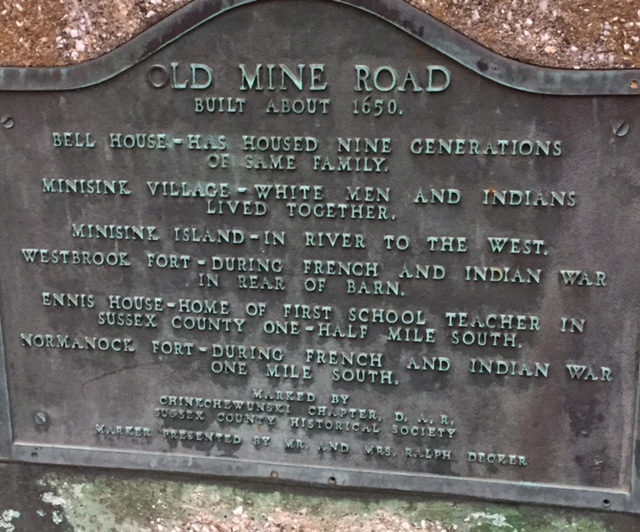 OLD MINE ROAD
BUILT ABOUT 1650.
BELL HOUSE-HAS HOUSED NINE GENERATIONS
OF SAME FAMILY.
MINISINK VILLAGE-WHITE MEN AND INDIANS
LIVED TOGETHER.
MINISINK ISLAND-IN RIVER TO THE WEST.
WESTBROOK FORT-DURING FRENCH AND INDIAN WAR
IN REAR OF BARN.
ENNIS HOUSE-HOME OF FIRST SCHOOL TEACHER IN
SUSSEX COUNTY ONE-HALF MILE SOUTH.
NORMANOCK FORT-DURING FRENCH AND INDIAN WAR
ONE MILE SOUTH.
MARKED BY
CHINKCHEWUNSKI CHAPTER, D. A. R.
SUSSEX COUNTY HISTORICAL SOCIETY
MARKER PRESENTED BY MR. AND MRS. RALPH DECKER